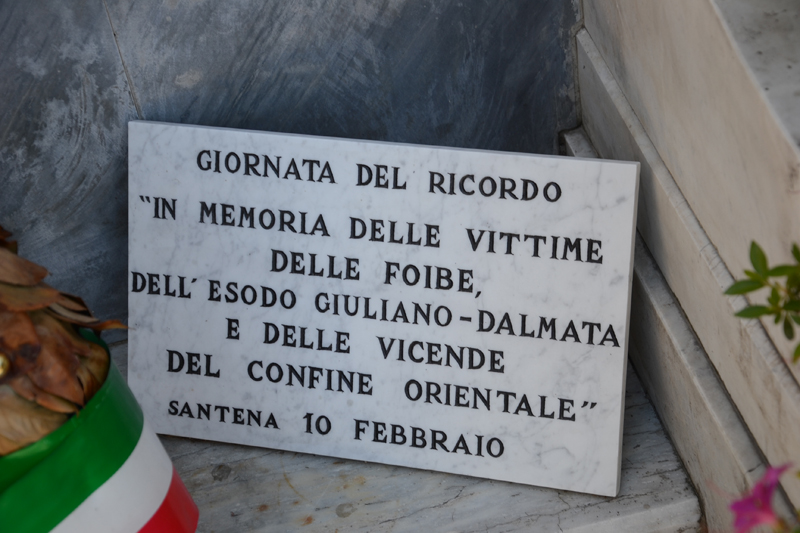 GIORNATA DEL RICORDO
"IN MEMORIA DELLE VITTIME
DELLE FOIBE,
DELL' ESODO GIULIANO-DALMATA
E DELLE VICENDE
DEL CONFINE ORIENTALE"
SANTENA 10 FEBBRAIO